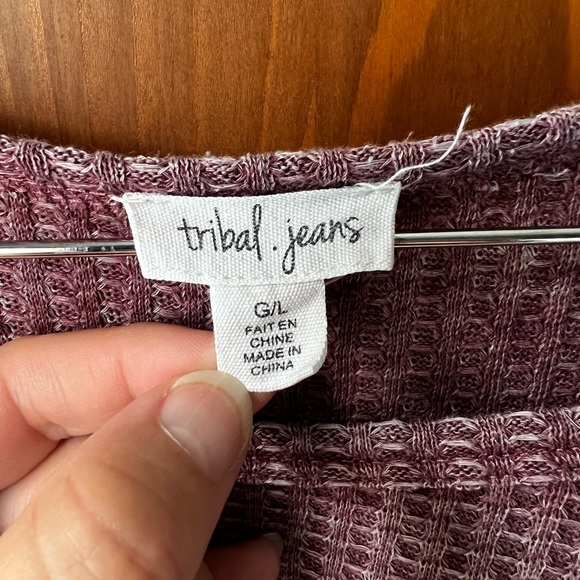 tribal . jeans
G/L
FAIT EN
CHINE
MADE IN
CHINA